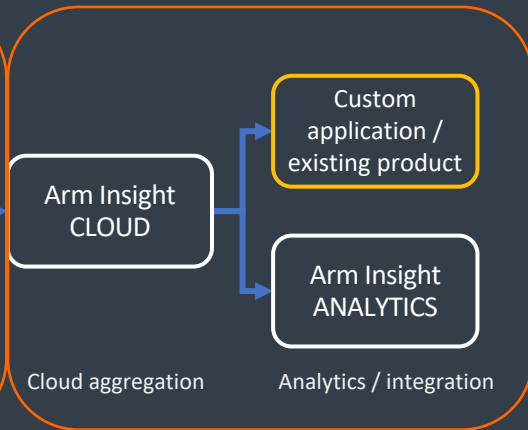 Custom
application /
existing product
Arm Insight
CLOUD
Arm Insight
ANALYTICS
Cloud aggregation
Analytics / integration